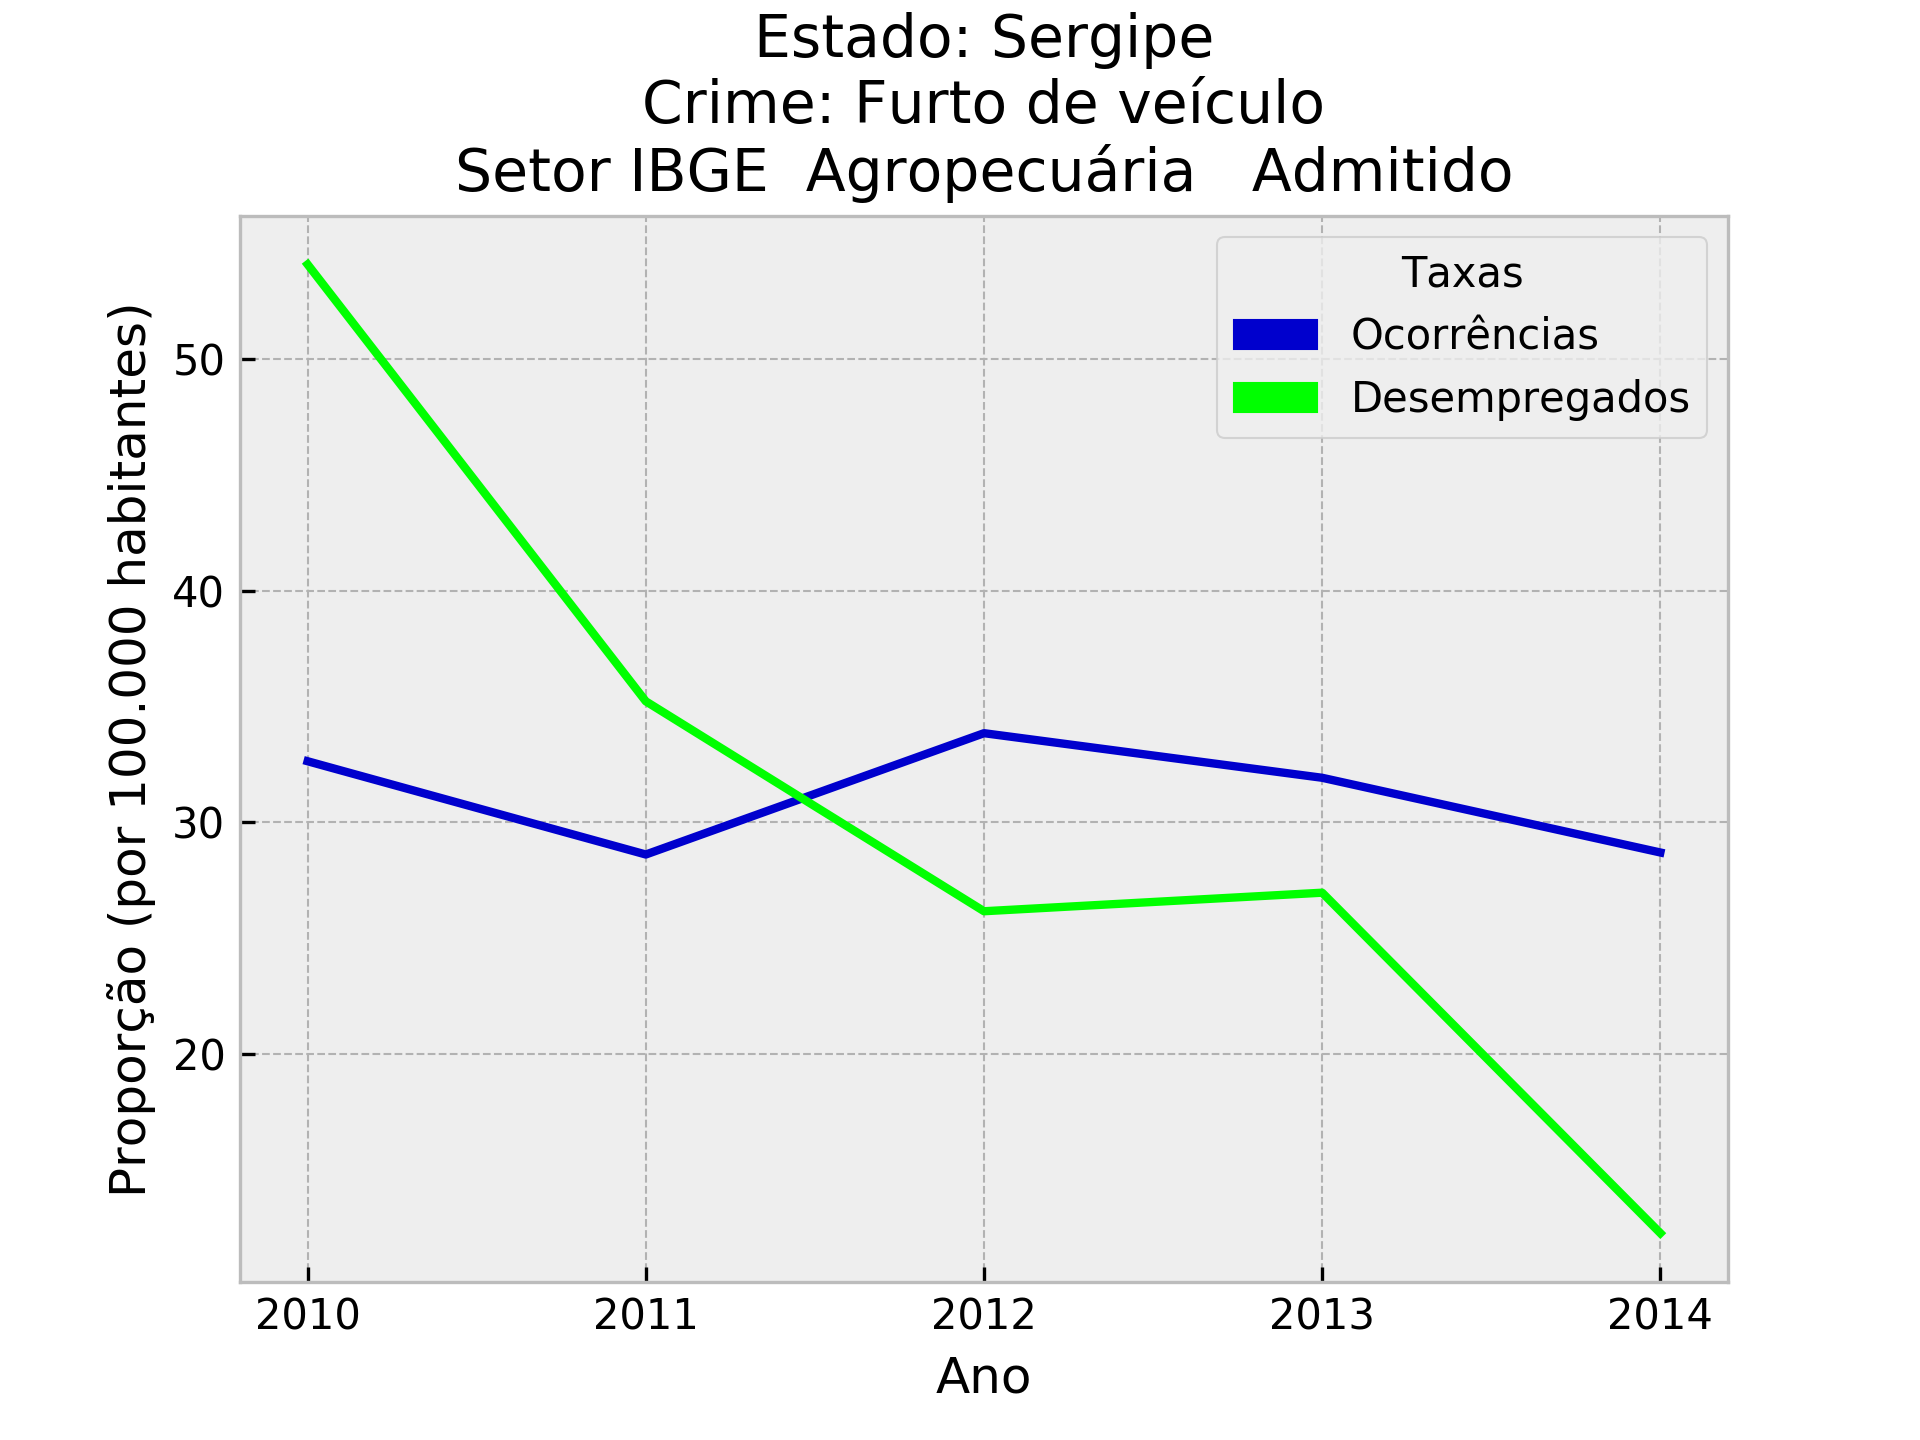 Estado: Sergipe
Crime: Furto de veículo
Setor IBGE  Agropecuária   Admitido
Taxas
Ocorrências
Desempregados
Proporção (por 100.000 habitantes)
50
40
30
20
2010 2011 2012 2013 2014
Ano